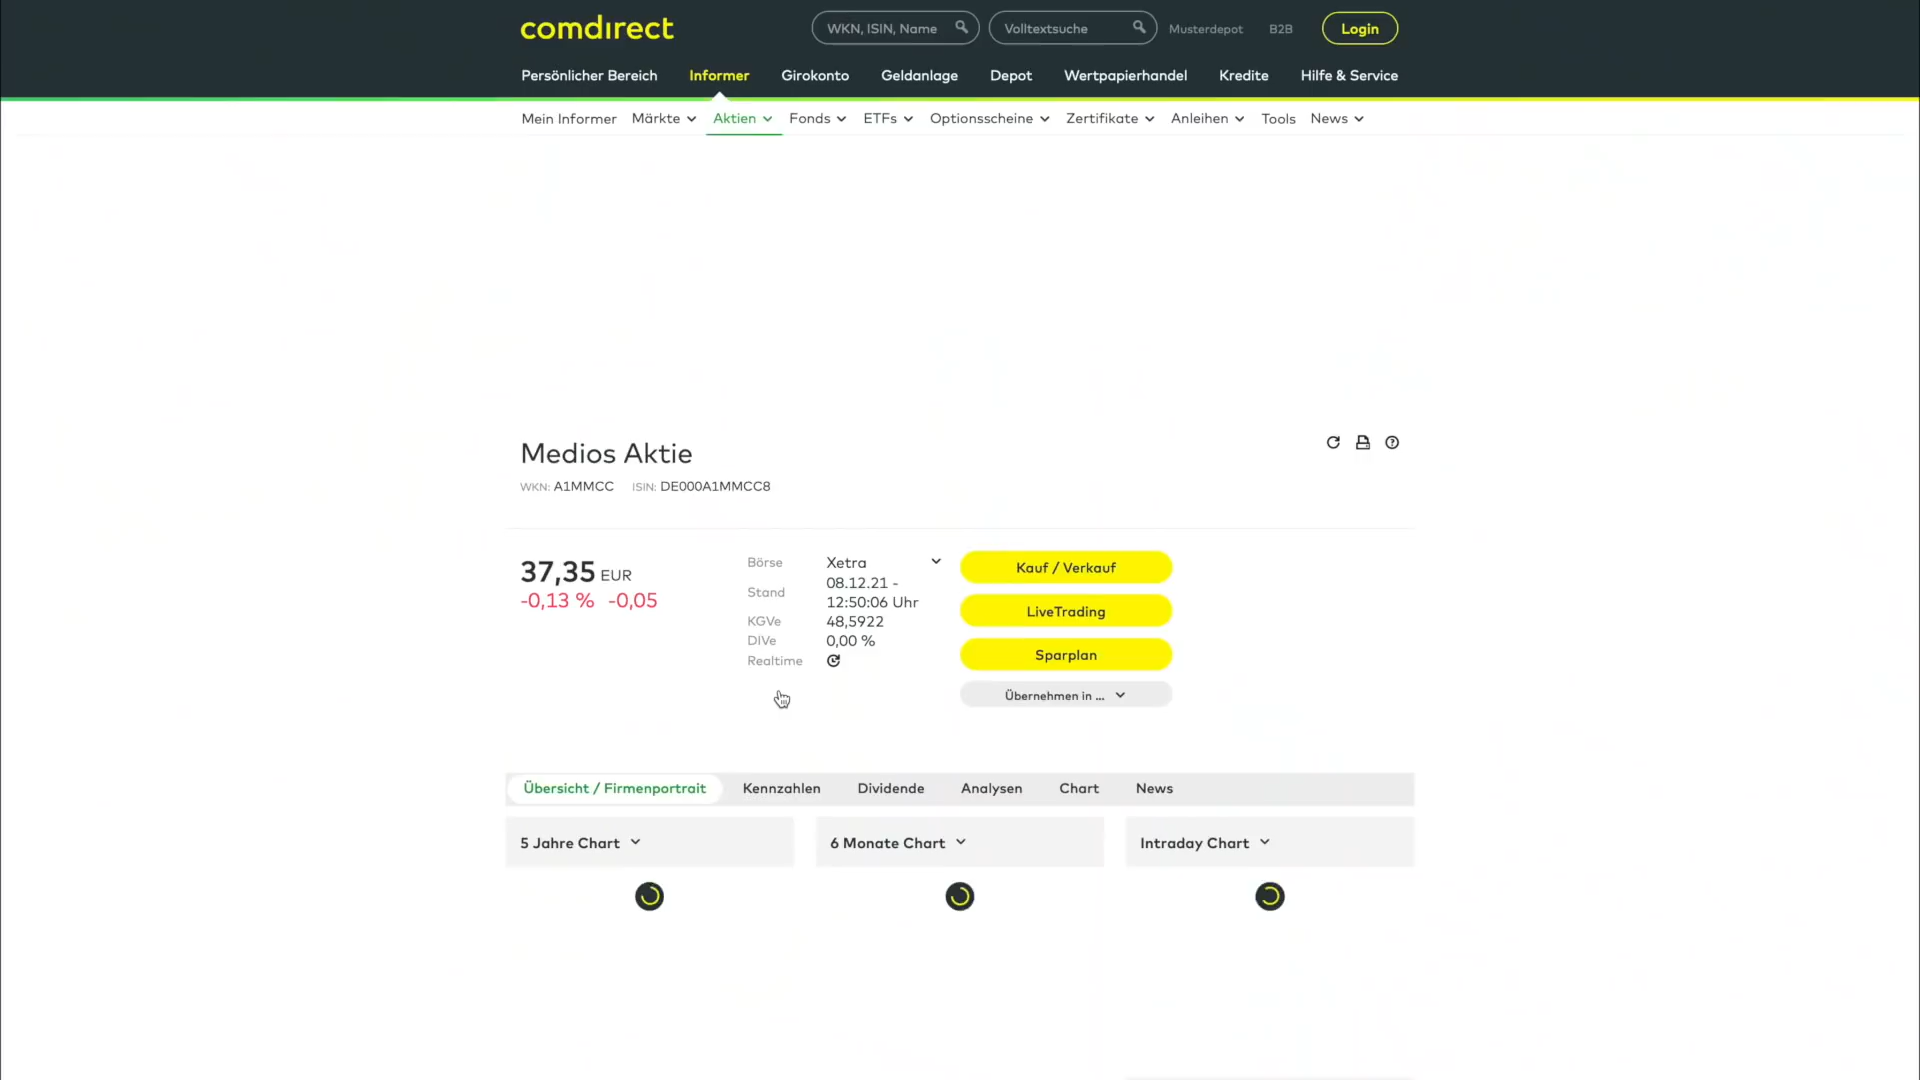 comdirect
WKN, ISIN, Name
Volltextsuche
Musterdepot
B2B
Login
Persönlicher Bereich
Informer
Girokonto
Geldanlage
Depot
Wertpapierhandel
Kredite
Hilfe & Service
Mein Informer
Märkte
Aktien
Fonds
ETFs
Optionsscheine
Zertifikate
Anleihen
Tools
News
Medios Aktie
WKN: A1MMCC ISIN: DE000A1MMCC8
37,35 EUR
-0,13 % -0,05
Börse Xetra
Stand 08.12.21 -
12:50:06 Uhr
KGVe 48,5922
DIVe 0,00 %
Realtime
Kauf / Verkauf
LiveTrading
Sparplan
Übernehmen in ...
Übersicht / Firmenportrait
Kennzahlen
Dividende
Analysen
Chart
News
5 Jahre Chart
6 Monate Chart
Intraday Chart